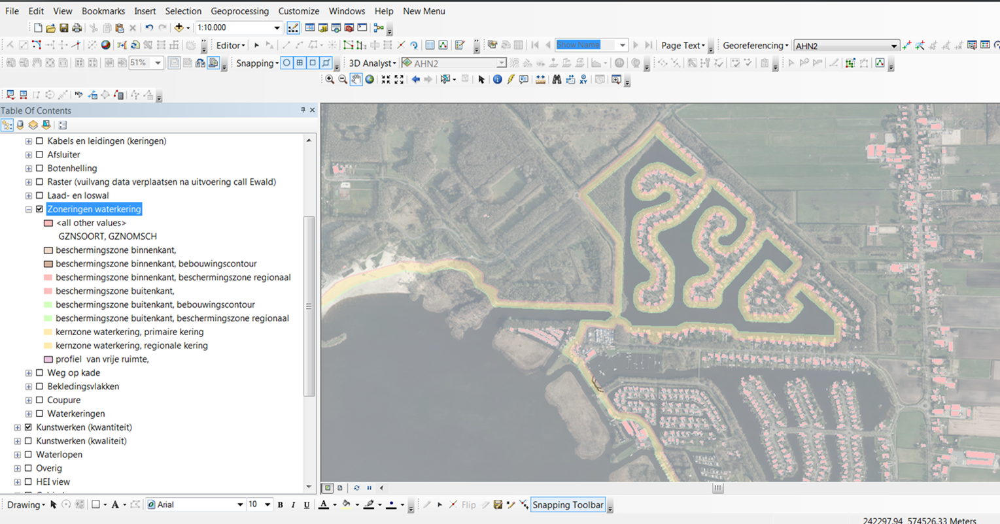 File Edit View Bookmarks Insert Selection Geoprocessing Customize Windows Help New Menu
1:10.000
Editor Show Name Page Text Georeferencing AHN2
51% Snapping 3D Analyst AHN2
Table Of Contents
Kabels en leidingen (keringen)
Afsluiter
Botenhelling
Raster (vuilvang data verplaatsen na uitvoering call Ewald)
Laad- en loswal
Zoneringen waterkering
<all other values>
GZNSOORT, GZNOMSCH
beschermingszone binnenkant,
beschermingszone binnenkant, bebouwingscontour
beschermingszone binnenkant, beschermingszone regionaal
beschermingszone buitenkant,
beschermingszone buitenkant, bebouwingscontour
beschermingszone buitenkant, beschermingszone regionaal
kernzone waterkering, primaire kering
kernzone waterkering, regionale kering
profiel van vrije ruimte,
Weg op kade
Bekledingsvlakken
Coupure
Waterkeringen
Kunstwerken (kwantiteit)
Kunstwerken (kwaliteit)
Waterlopen
Overig
HEI view
Drawing A Arial 10 B I U A Flip Snapping Toolbar
242297,94 574526,33 Meters